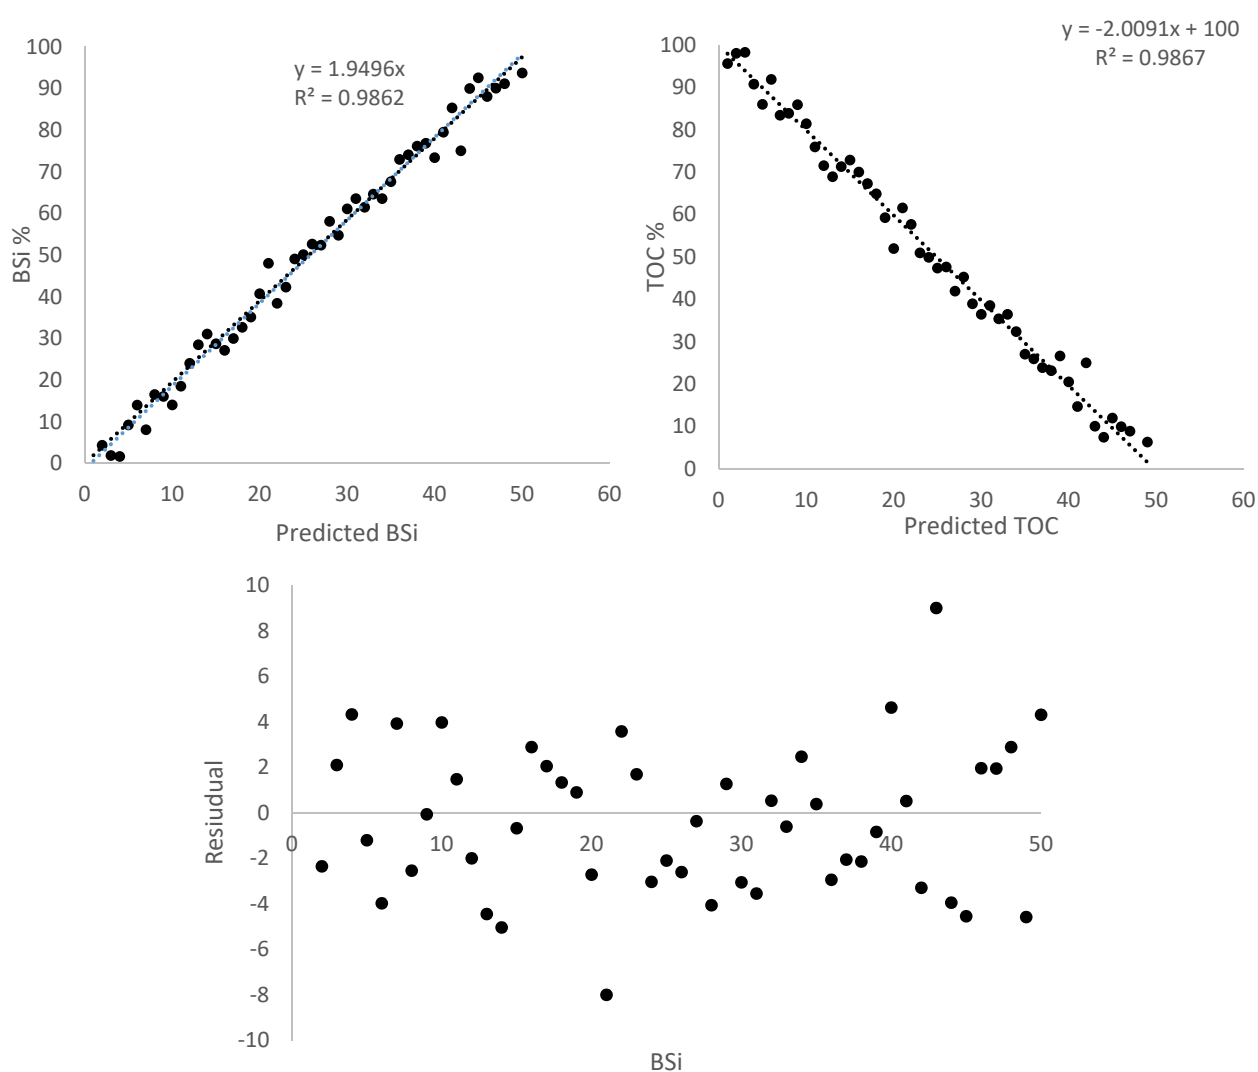 y = 1.9496x
R² = 0.9862
BSi %
100
90
80
70
60
50
40
30
20
10
0
0 10 20 30 40 50 60
Predicted BSi
y = -2.0091x + 100
R² = 0.9867
TOC %
100
90
80
70
60
50
40
30
20
10
0
0 10 20 30 40 50 60
Predicted TOC
Resiudual
10
8
6
4
2
0
-2
-4
-6
-8
-10
0 10 20 30 40 50
BSi